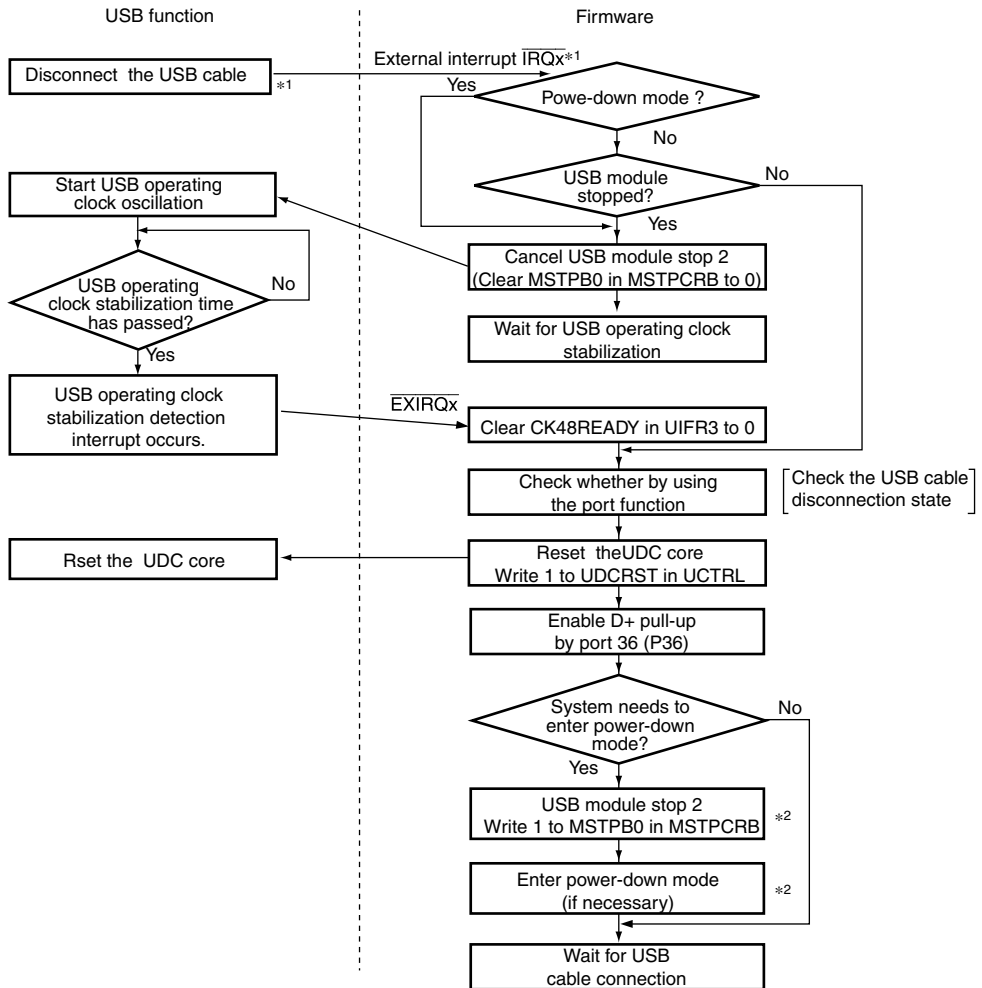 USB function
Firmware
Disconnect the USB cable
*1
External interrupt IRQx*1
Yes
Powe-down mode ?
No
USB module
stopped?
No
Yes
Start USB operating
clock oscillation
Cancel USB module stop 2
(Clear MSTPB0 in MSTPCRB to 0)
USB operating
clock stabilization time
has passed?
No
Yes
Wait for USB operating clock
stabilization
USB operating clock
stabilization detection
interrupt occurs.
EXIRQx
Clear CK48READY in UIFR3 to 0
Check whether by using
the port function
[Check the USB cable
disconnection state]
Rset the UDC core
Reset theUDC core
Write 1 to UDCRST in UCTRL
Enable D+ pull-up
by port 36 (P36)
System needs to
enter power-down
mode?
No
Yes
USB module stop 2
Write 1 to MSTPB0 in MSTPCRB
*2
Enter power-down mode
(if necessary)
*2
Wait for USB
cable connection